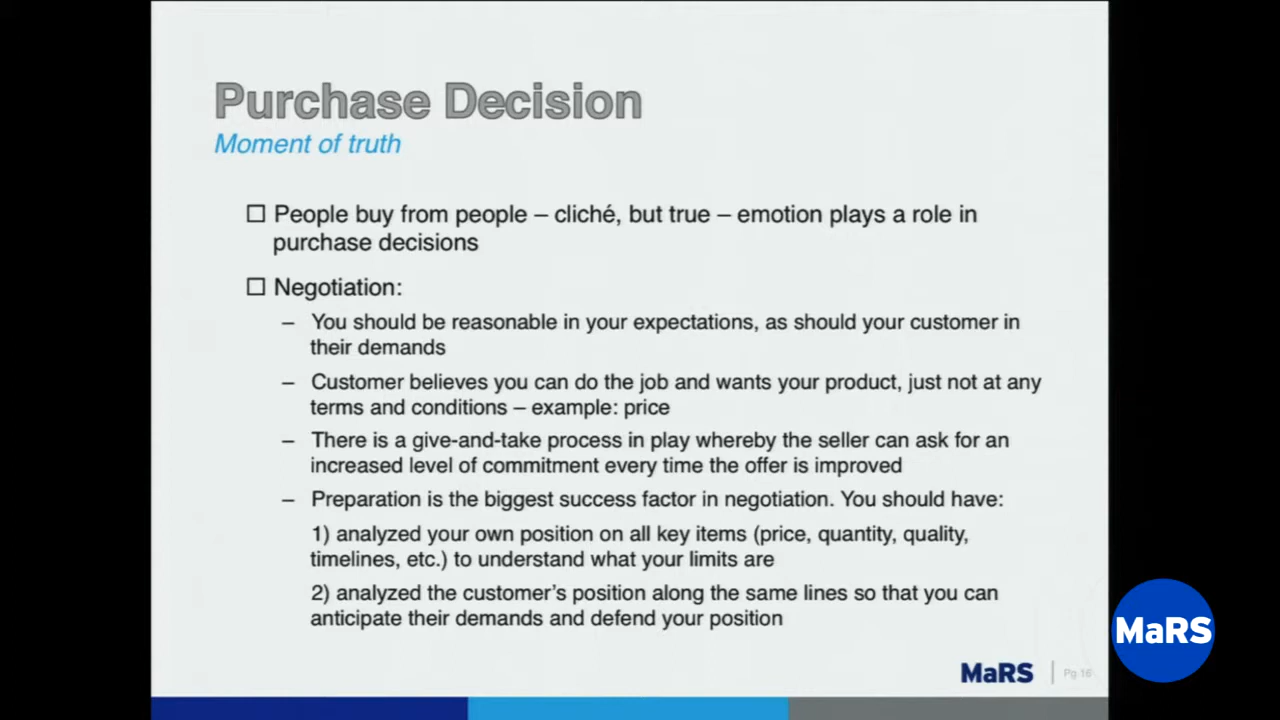 Purchase Decision
Moment of truth
People buy from people – cliché, but true – emotion plays a role in
purchase decisions
Negotiation:
– You should be reasonable in your expectations, as should your customer in
their demands
– Customer believes you can do the job and wants your product, just not at any
terms and conditions – example: price
– There is a give-and-take process in play whereby the seller can ask for an
increased level of commitment every time the offer is improved
– Preparation is the biggest success factor in negotiation. You should have:
1) analyzed your own position on all key items (price, quantity, quality,
timelines, etc.) to understand what your limits are
2) analyzed the customer's position along the same lines so that you can
anticipate their demands and defend your position
MaRS
MaRS | Pg 16